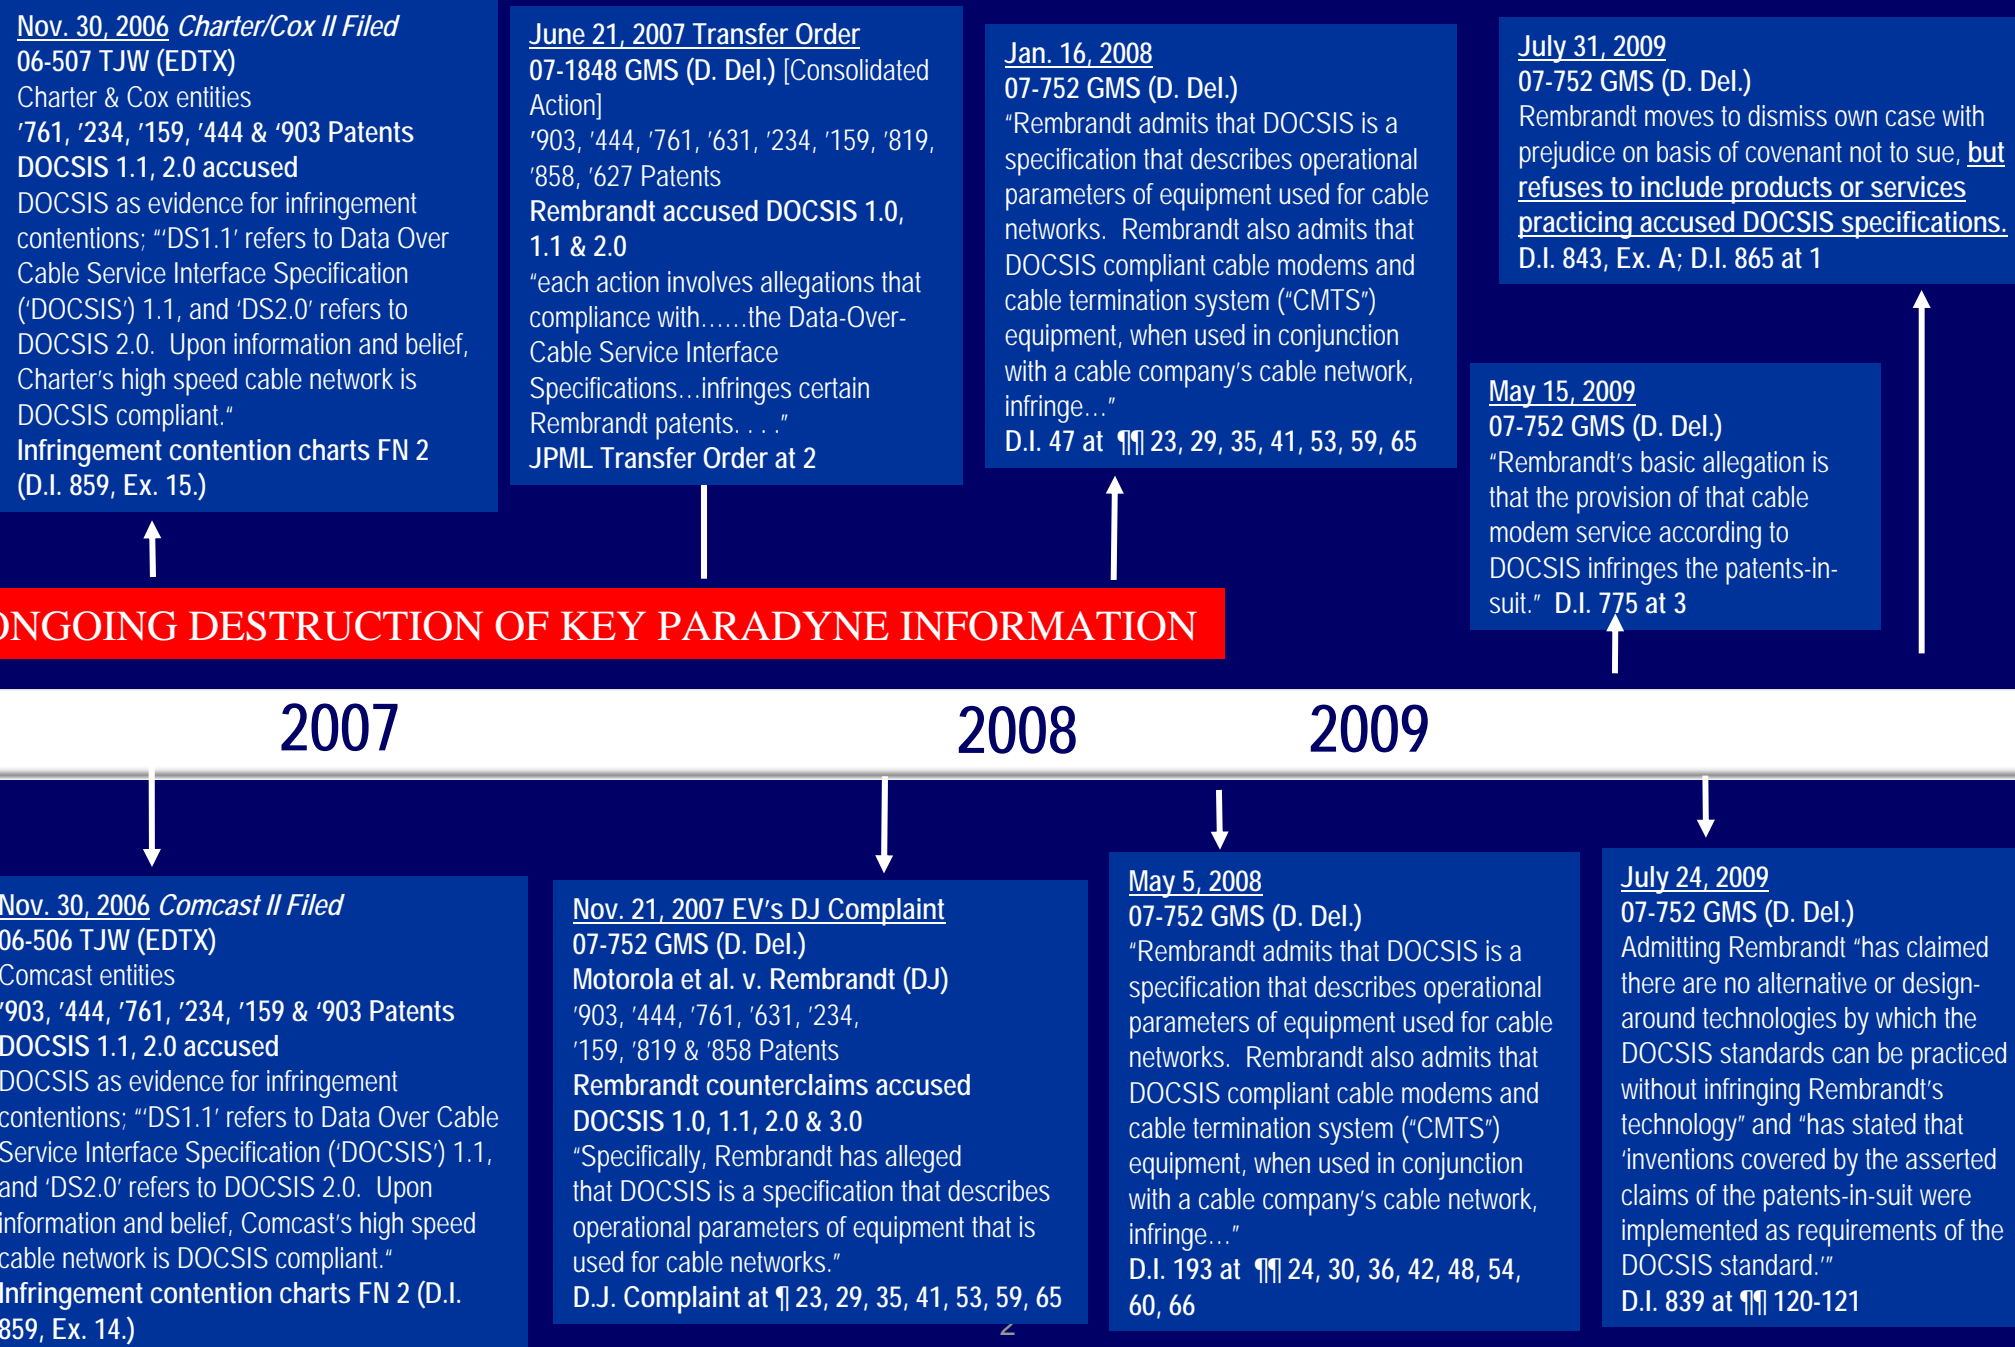 Nov. 30, 2006 Charter/Cox II Filed
06-507 TJW (EDTX)
Charter & Cox entities
’761, ’234, ’159, ’444 & ‘903 Patents
DOCSIS 1.1, 2.0 accused
DOCSIS as evidence for infringement
contentions; “‘DS1.1’ refers to Data Over
Cable Service Interface Specification
(‘DOCSIS’) 1.1, and ‘DS2.0’ refers to
DOCSIS 2.0. Upon information and belief,
Charter’s high speed cable network is
DOCSIS compliant.“
Infringement contention charts FN 2
(D.I. 859, Ex. 15.)
June 21, 2007 Transfer Order
07-1848 GMS (D. Del.) [Consolidated
Action]
’903, ’444, ’761, ’631, ’234, ’159, ’819,
’858, ’627 Patents
Rembrandt accused DOCSIS 1.0,
1.1 & 2.0
“each action involves allegations that
compliance with……the Data-Over-
Cable Service Interface
Specifications…infringes certain
Rembrandt patents. . . .”
JPML Transfer Order at 2
Jan. 16, 2008
07-752 GMS (D. Del.)
“Rembrandt admits that DOCSIS is a
specification that describes operational
parameters of equipment used for cable
networks. Rembrandt also admits that
DOCSIS compliant cable modems and
cable termination system (“CMTS”)
equipment, when used in conjunction
with a cable company’s cable network,
infringe…”
D.I. 47 at ¶¶ 23, 29, 35, 41, 53, 59, 65
July 31, 2009
07-752 GMS (D. Del.)
Rembrandt moves to dismiss own case with
prejudice on basis of covenant not to sue, but
refuses to include products or services
practicing accused DOCSIS specifications.
D.I. 843, Ex. A; D.I. 865 at 1
May 15, 2009
07-752 GMS (D. Del.)
“Rembrandt’s basic allegation is
that the provision of that cable
modem service according to
DOCSIS infringes the patents-in-
suit.” D.I. 775 at 3
ONGOING DESTRUCTION OF KEY PARADYNE INFORMATION
2007 2008 2009
Nov. 30, 2006 Comcast II Filed
06-506 TJW (EDTX)
Comcast entities
’903, ’444, ’761, ’234, ’159 & ‘903 Patents
DOCSIS 1.1, 2.0 accused
DOCSIS as evidence for infringement
contentions; “‘DS1.1’ refers to Data Over Cable
Service Interface Specification (‘DOCSIS’) 1.1,
and ‘DS2.0’ refers to DOCSIS 2.0. Upon
information and belief, Comcast’s high speed
cable network is DOCSIS compliant.“
Infringement contention charts FN 2 (D.I.
859, Ex. 14.)
Nov. 21, 2007 EV’s DJ Complaint
07-752 GMS (D. Del.)
Motorola et al. v. Rembrandt (DJ)
’903, ’444, ’761, ’631, ’234,
’159, ’819 & ’858 Patents
Rembrandt counterclaims accused
DOCSIS 1.0, 1.1, 2.0 & 3.0
“Specifically, Rembrandt has alleged
that DOCSIS is a specification that describes
operational parameters of equipment that is
used for cable networks.”
D.J. Complaint at ¶ 23, 29, 35, 41, 53, 59, 65
May 5, 2008
07-752 GMS (D. Del.)
“Rembrandt admits that DOCSIS is a
specification that describes operational
parameters of equipment used for cable
networks. Rembrandt also admits that
DOCSIS compliant cable modems and
cable termination system (“CMTS”)
equipment, when used in conjunction
with a cable company’s cable network,
infringe…”
D.I. 193 at ¶¶ 24, 30, 36, 42, 48, 54,
60, 66
July 24, 2009
07-752 GMS (D. Del.)
Admitting Rembrandt “has claimed
there are no alternative or design-
around technologies by which the
DOCSIS standards can be practiced
without infringing Rembrandt’s
technology” and “has stated that
‘inventions covered by the asserted
claims of the patents-in-suit were
implemented as requirements of the
DOCSIS standard.’”
D.I. 839 at ¶¶ 120-121
2